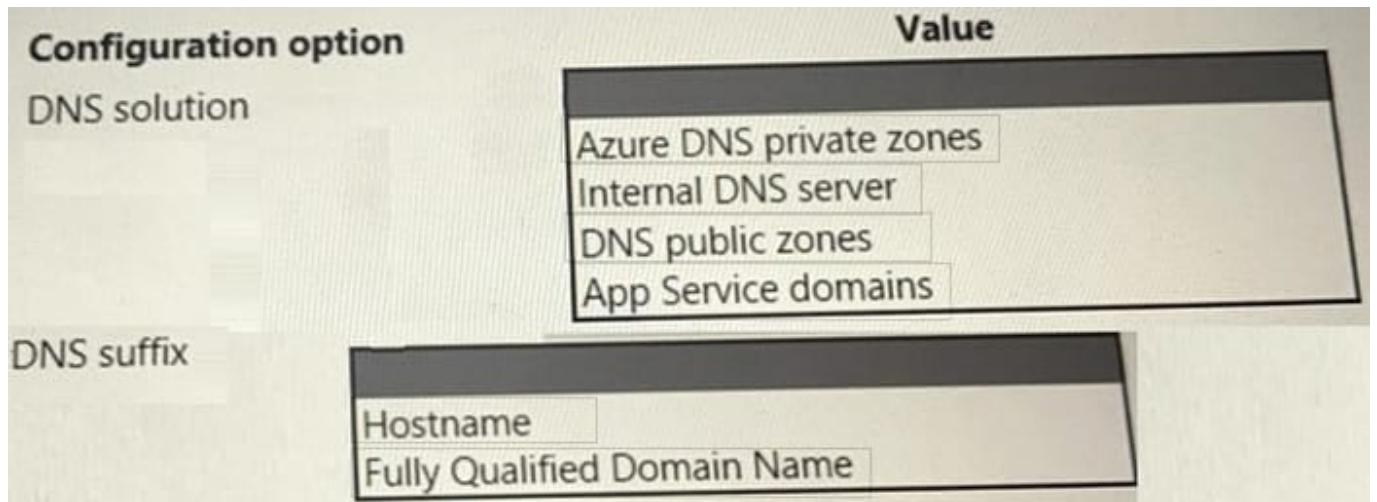 Configuration option
Value
DNS solution
Azure DNS private zones
Internal DNS server
DNS public zones
App Service domains
DNS suffix
Hostname
Fully Qualified Domain Name